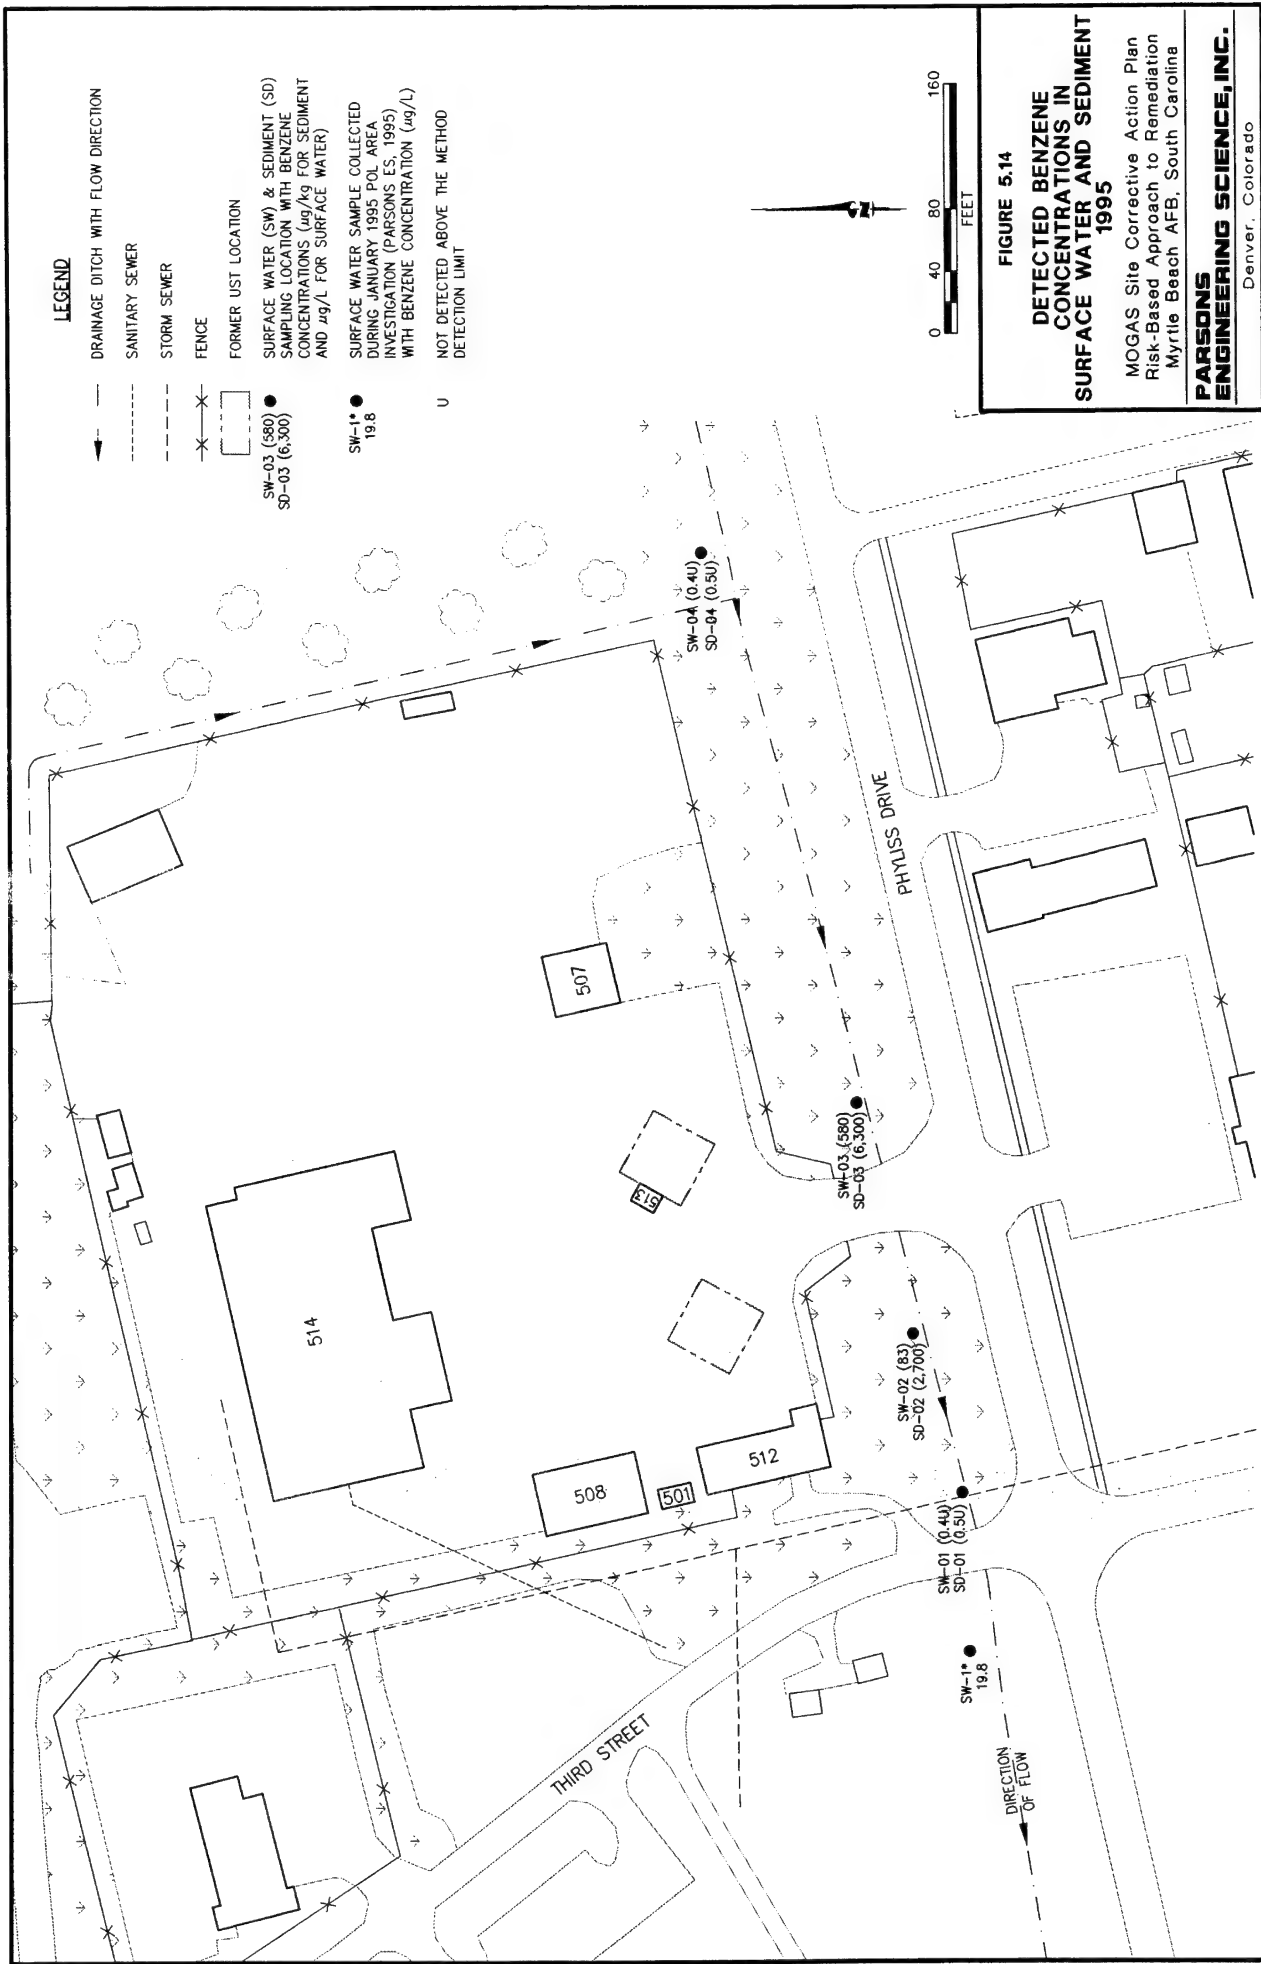 LEGEND
DRAINAGE DITCH WITH FLOW DIRECTION
SANITARY SEWER
STORM SEWER
FENCE
FORMER UST LOCATION
SW-03 (580)
SD-03 (6,300)
SURFACE WATER (SW) & SEDIMENT (SD)
SAMPLING LOCATION WITH BENZENE
CONCENTRATIONS (µg/kg FOR SEDIMENT
AND µg/L FOR SURFACE WATER)
SW-1*
19.8
SURFACE WATER SAMPLE COLLECTED
DURING JANUARY 1995 POL AREA
INVESTIGATION (PARSONS ES, 1995)
WITH BENZENE CONCENTRATION (µg/L)
U
NOT DETECTED ABOVE THE METHOD
DETECTION LIMIT
514
507
513
508
501
512
SW-04 (0.4U)
SD-04 (0.5U)
SW-03 (580)
SD-03 (6,300)
SW-02 (83)
SD-02 (2,700)
SW-01 (0.4U)
SD-01 (0.5U)
SW-1*
19.8
PHYLISS DRIVE
THIRD STREET
DIRECTION
OF FLOW
0 40 80 160
FEET
FIGURE 5.14
DETECTED BENZENE
CONCENTRATIONS IN
SURFACE WATER AND SEDIMENT
1995
MOGAS Site Corrective Action Plan
Risk-Based Approach to Remediation
Myrtle Beach AFB, South Carolina
PARSONS
ENGINEERING SCIENCE, INC.
Denver, Colorado